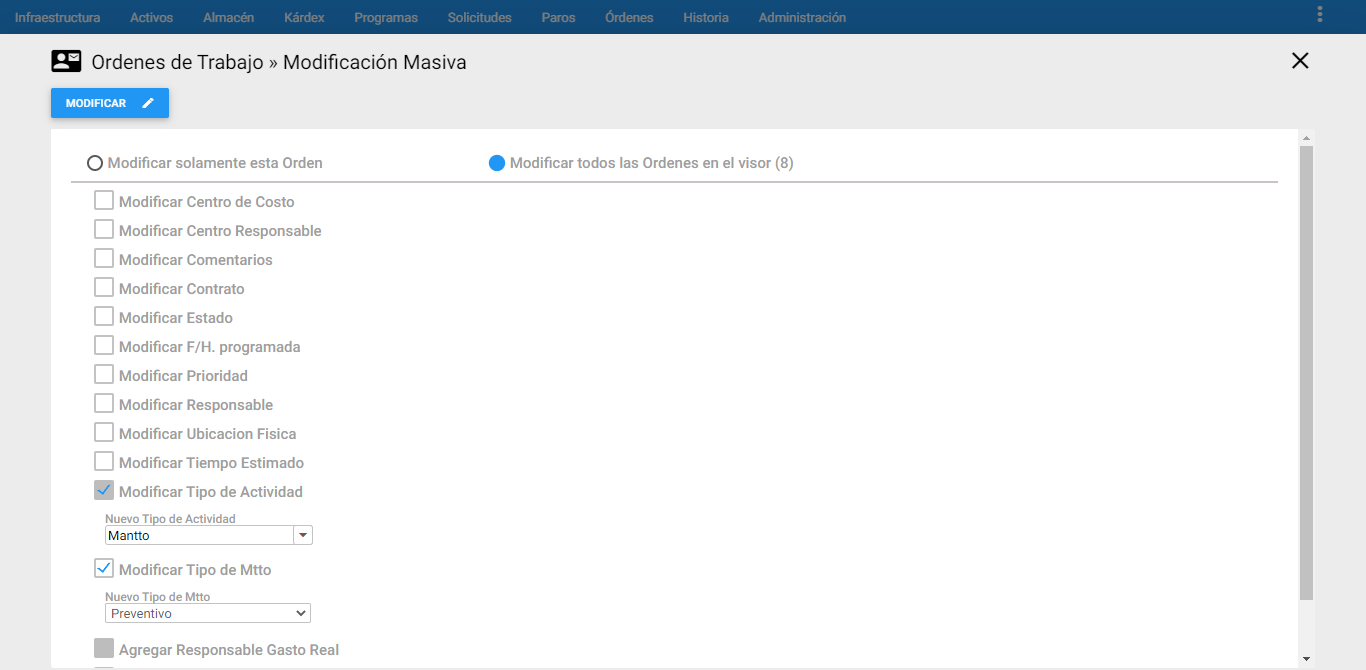 Infraestructura Activos Almacén Kárdex Programas Solicitudes Paros Órdenes Historia Administración
Ordenes de Trabajo » Modificación Masiva
MODIFICAR
Modificar solamente esta Orden Modificar todos las Ordenes en el visor (8)
Modificar Centro de Costo
Modificar Centro Responsable
Modificar Comentarios
Modificar Contrato
Modificar Estado
Modificar F/H. programada
Modificar Prioridad
Modificar Responsable
Modificar Ubicacion Fisica
Modificar Tiempo Estimado
Modificar Tipo de Actividad
Nuevo Tipo de Actividad
Mantto
Modificar Tipo de Mtto
Nuevo Tipo de Mtto
Preventivo
Agregar Responsable Gasto Real